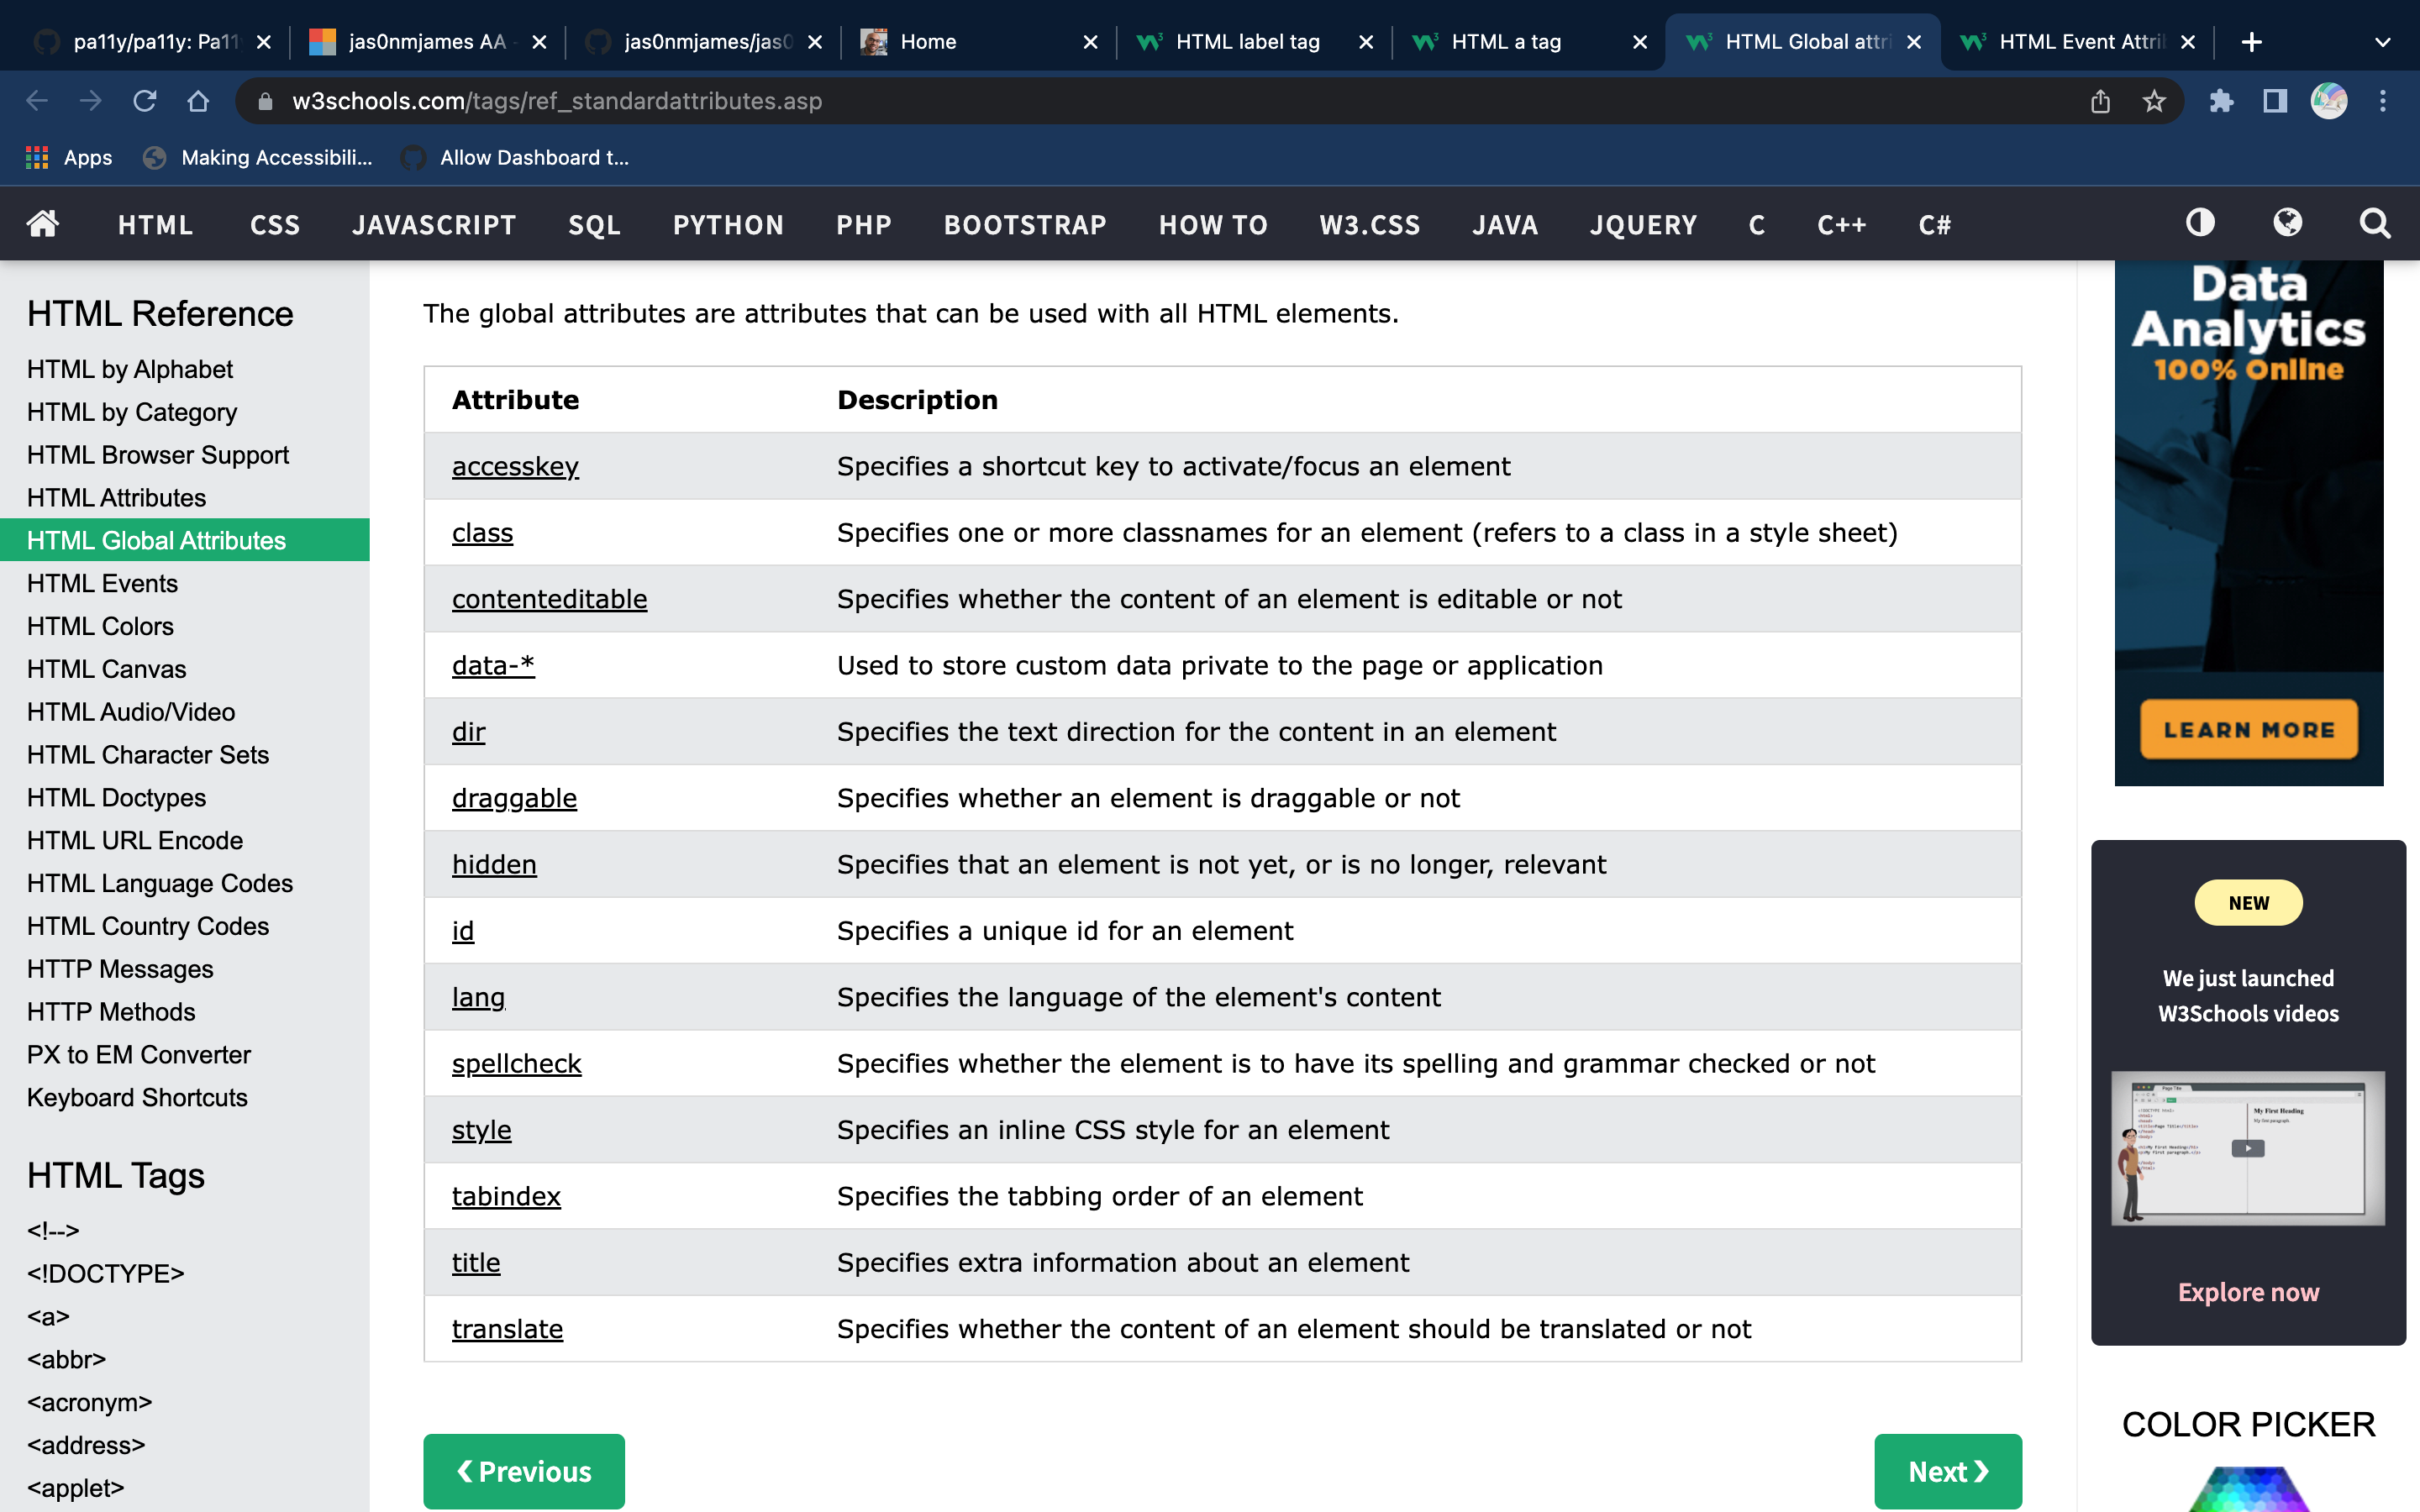 pa11y/pa11y: Pa11y
jas0nmjames AA
jas0nmjames/jas0
Home
HTML label tag
HTML a tag
HTML Global attri
HTML Event Attrib
w3schools.com/tags/ref_standardattributes.asp
Apps
Making Accessibili...
Allow Dashboard t...
HTML
CSS
JAVASCRIPT
SQL
PYTHON
PHP
BOOTSTRAP
HOW TO
W3.CSS
JAVA
JQUERY
C
C++
C#
HTML Reference
HTML by Alphabet
HTML by Category
HTML Browser Support
HTML Attributes
HTML Global Attributes
HTML Events
HTML Colors
HTML Canvas
HTML Audio/Video
HTML Character Sets
HTML Doctypes
HTML URL Encode
HTML Language Codes
HTML Country Codes
HTTP Messages
HTTP Methods
PX to EM Converter
Keyboard Shortcuts
HTML Tags
<!-->
<!DOCTYPE>
<a>
<abbr>
<acronym>
<address>
<applet>
The global attributes are attributes that can be used with all HTML elements.
Attribute Description
accesskey Specifies a shortcut key to activate/focus an element
class Specifies one or more classnames for an element (refers to a class in a style sheet)
contenteditable Specifies whether the content of an element is editable or not
data-* Used to store custom data private to the page or application
dir Specifies the text direction for the content in an element
draggable Specifies whether an element is draggable or not
hidden Specifies that an element is not yet, or is no longer, relevant
id Specifies a unique id for an element
lang Specifies the language of the element's content
spellcheck Specifies whether the element is to have its spelling and grammar checked or not
style Specifies an inline CSS style for an element
tabindex Specifies the tabbing order of an element
title Specifies extra information about an element
translate Specifies whether the content of an element should be translated or not
❮ Previous
Next ❯
Data
Analytics
100% Online
LEARN MORE
NEW
We just launched
W3Schools videos
My First Heading
Explore now
COLOR PICKER